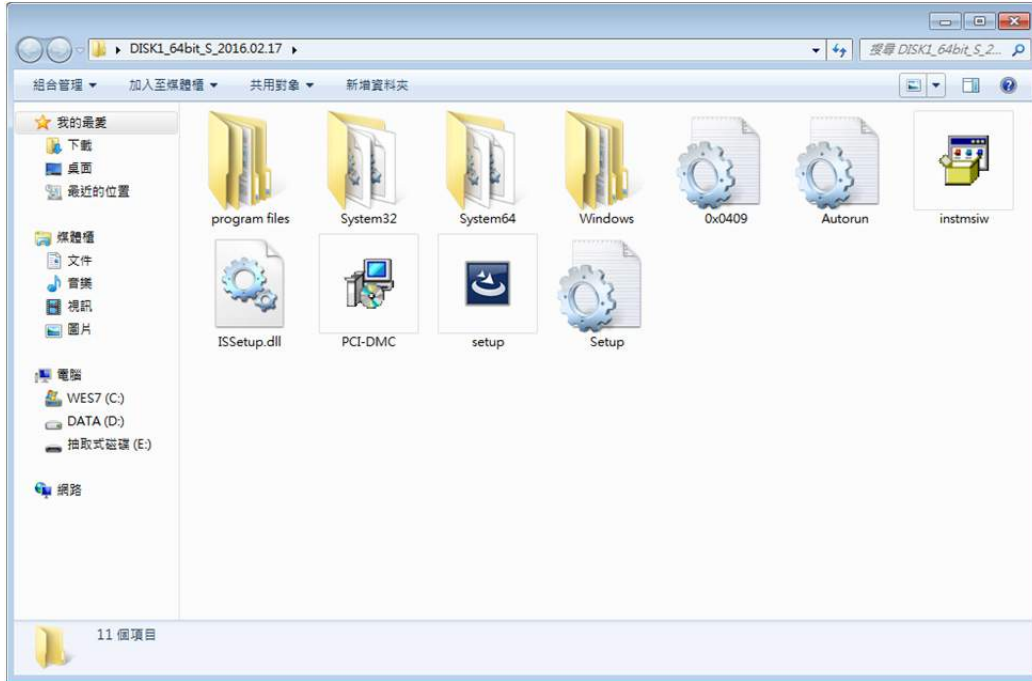 DISK1_64bit_S_2016.02.17
搜尋 DISK1_64bit_S_2...
組合管理
加入至媒體櫃
共用對象
新增資料夾
我的最愛
下載
桌面
最近的位置
媒體櫃
文件
音樂
視訊
圖片
電腦
WES7 (C:)
DATA (D:)
抽取式磁碟 (E:)
網路
program files
System32
System64
Windows
0x0409
Autorun
instmsiw
ISSetup.dll
PCI-DMC
setup
Setup
11 個項目